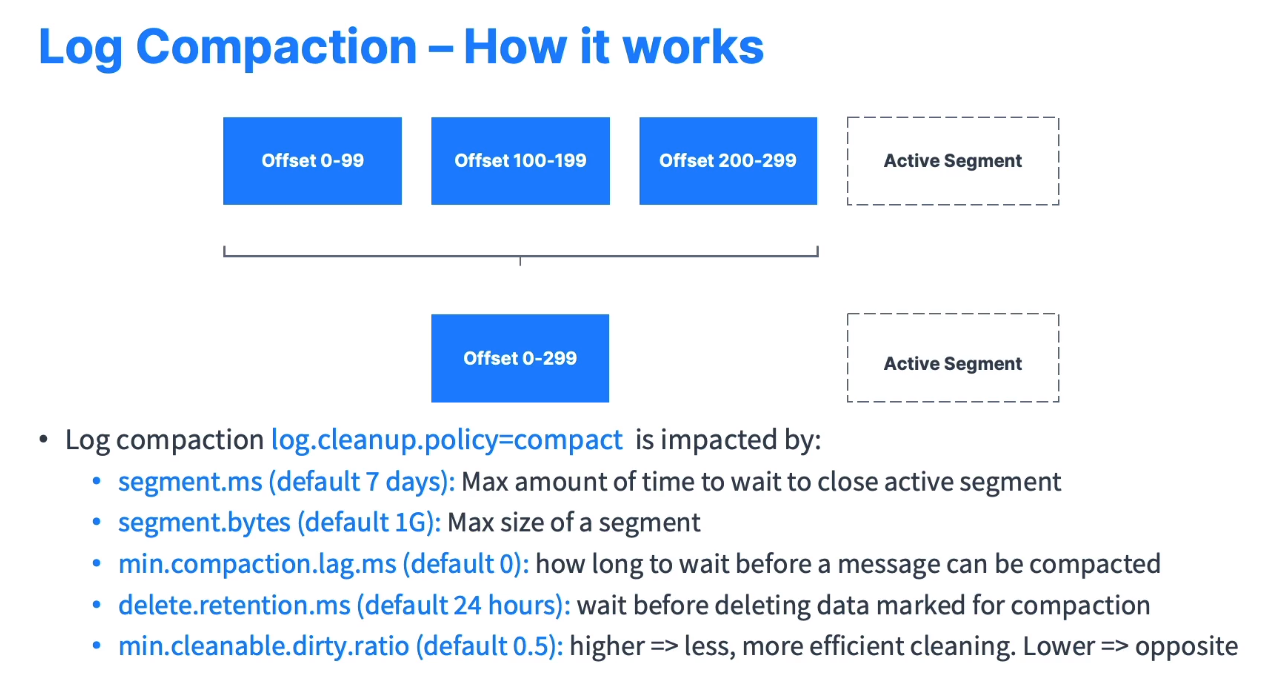 Log Compaction – How it works
Offset 0-99
Offset 100-199
Offset 200-299
Active Segment
Offset 0-299
Active Segment
• Log compaction log.cleanup.policy=compact is impacted by:
• segment.ms (default 7 days): Max amount of time to wait to close active segment
• segment.bytes (default 1G): Max size of a segment
• min.compaction.lag.ms (default 0): how long to wait before a message can be compacted
• delete.retention.ms (default 24 hours): wait before deleting data marked for compaction
• min.cleanable.dirty.ratio (default 0.5): higher => less, more efficient cleaning. Lower => opposite